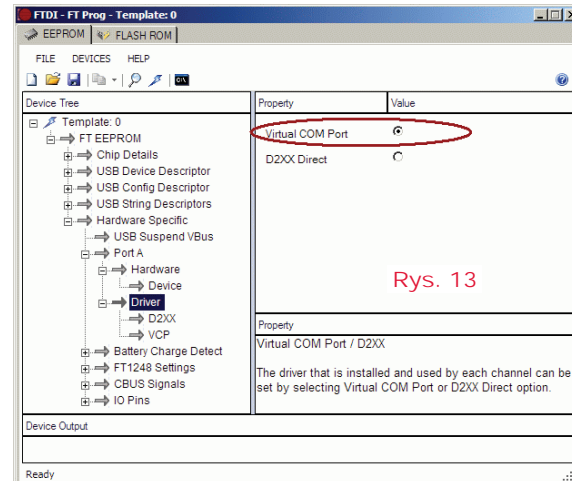 FTDI - FT Prog - Template: 0
EEPROM FLASH ROM
FILE DEVICES HELP
Device Tree
Template: 0
FT EEPROM
Chip Details
USB Device Descriptor
USB Config Descriptor
USB String Descriptors
Hardware Specific
USB Suspend VBus
Port A
Hardware
Device
Driver
D2XX
VCP
Battery Charge Detect
FT1248 Settings
CBUS Signals
IO Pins
Property Value
Virtual COM Port
D2XX Direct
Rys. 13
Property
Virtual COM Port / D2XX
The driver that is installed and used by each channel can be
set by selecting Virtual COM Port or D2XX Direct option.
Device Output
Ready